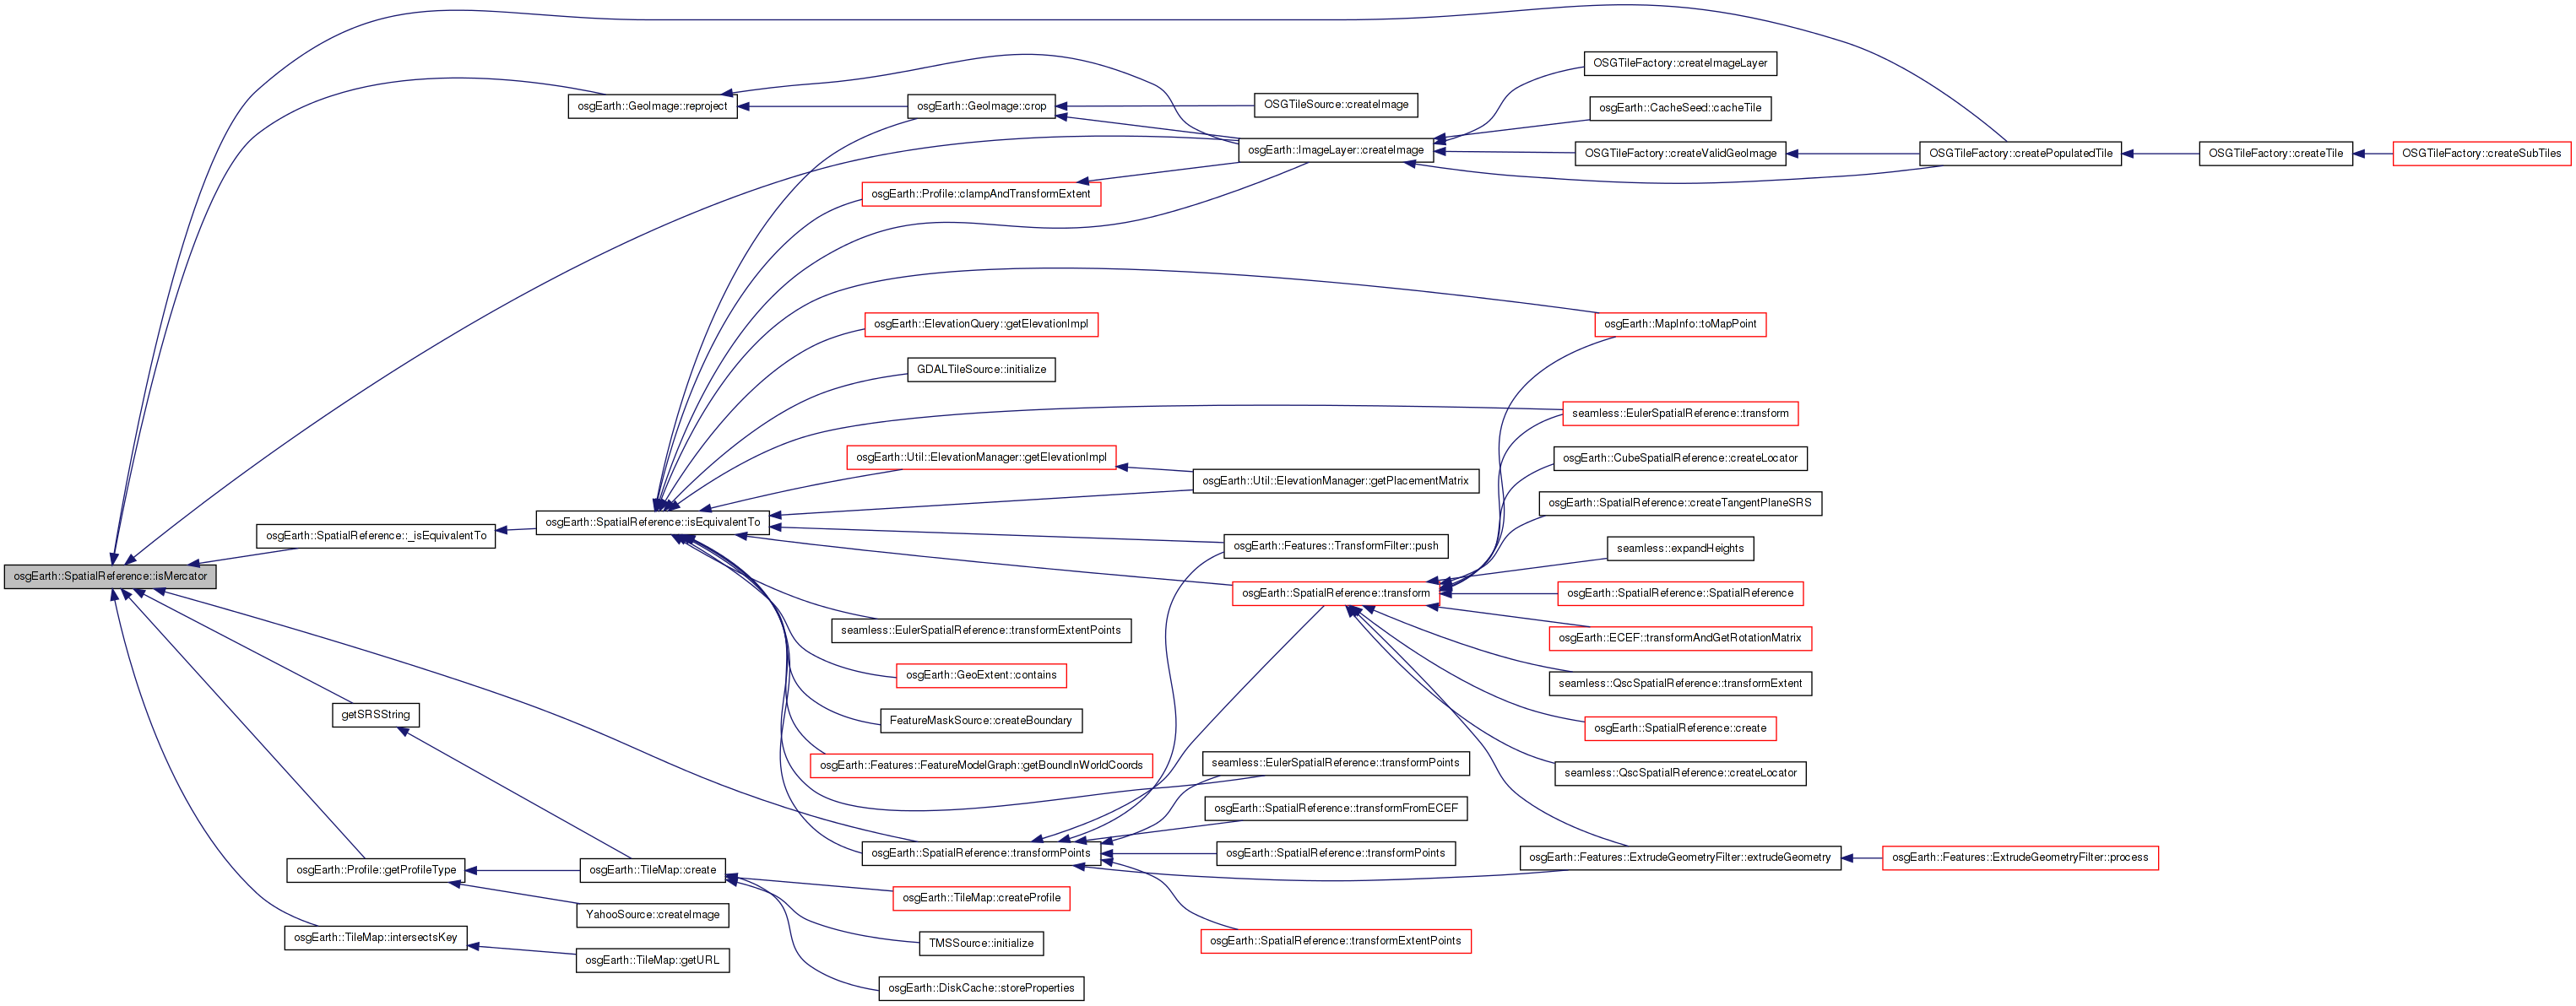 OSGTileFactory::createImageLayer
osgEarth::GeoImage::reproject
osgEarth::GeoImage::crop
OSGTileSource::createImage
osgEarth::CacheSeed::cacheTile
osgEarth::ImageLayer::createImage
OSGTileFactory::createValidGeoImage
OSGTileFactory::createPopulatedTile
OSGTileFactory::createTile
OSGTileFactory::createSubTiles
osgEarth::Profile::clampAndTransformExtent
osgEarth::ElevationQuery::getElevationImpl
osgEarth::MapInfo::toMapPoint
GDALTileSource::initialize
seamless::EulerSpatialReference::transform
osgEarth::Util::ElevationManager::getElevationImpl
osgEarth::CubeSpatialReference::createLocator
osgEarth::Util::ElevationManager::getPlacementMatrix
osgEarth::SpatialReference::createTangentPlaneSRS
osgEarth::SpatialReference::_isEquivalentTo
osgEarth::SpatialReference::isEquivalentTo
osgEarth::Features::TransformFilter::push
seamless::expandHeights
osgEarth::SpatialReference::isMercator
osgEarth::SpatialReference::transform
osgEarth::SpatialReference::SpatialReference
seamless::EulerSpatialReference::transformExtentPoints
osgEarth::ECEF::transformAndGetRotationMatrix
osgEarth::GeoExtent::contains
seamless::QscSpatialReference::transformExtent
getSRSString
FeatureMaskSource::createBoundary
osgEarth::SpatialReference::create
osgEarth::Features::FeatureModelGraph::getBoundInWorldCoords
seamless::EulerSpatialReference::transformPoints
seamless::QscSpatialReference::createLocator
osgEarth::SpatialReference::transformFromECEF
osgEarth::SpatialReference::transformPoints
osgEarth::SpatialReference::transformPoints
osgEarth::Features::ExtrudeGeometryFilter::extrudeGeometry
osgEarth::Features::ExtrudeGeometryFilter::process
osgEarth::Profile::getProfileType
osgEarth::TileMap::create
osgEarth::TileMap::createProfile
YahooSource::createImage
osgEarth::TileMap::intersectsKey
TMSSource::initialize
osgEarth::SpatialReference::transformExtentPoints
osgEarth::TileMap::getURL
osgEarth::DiskCache::storeProperties